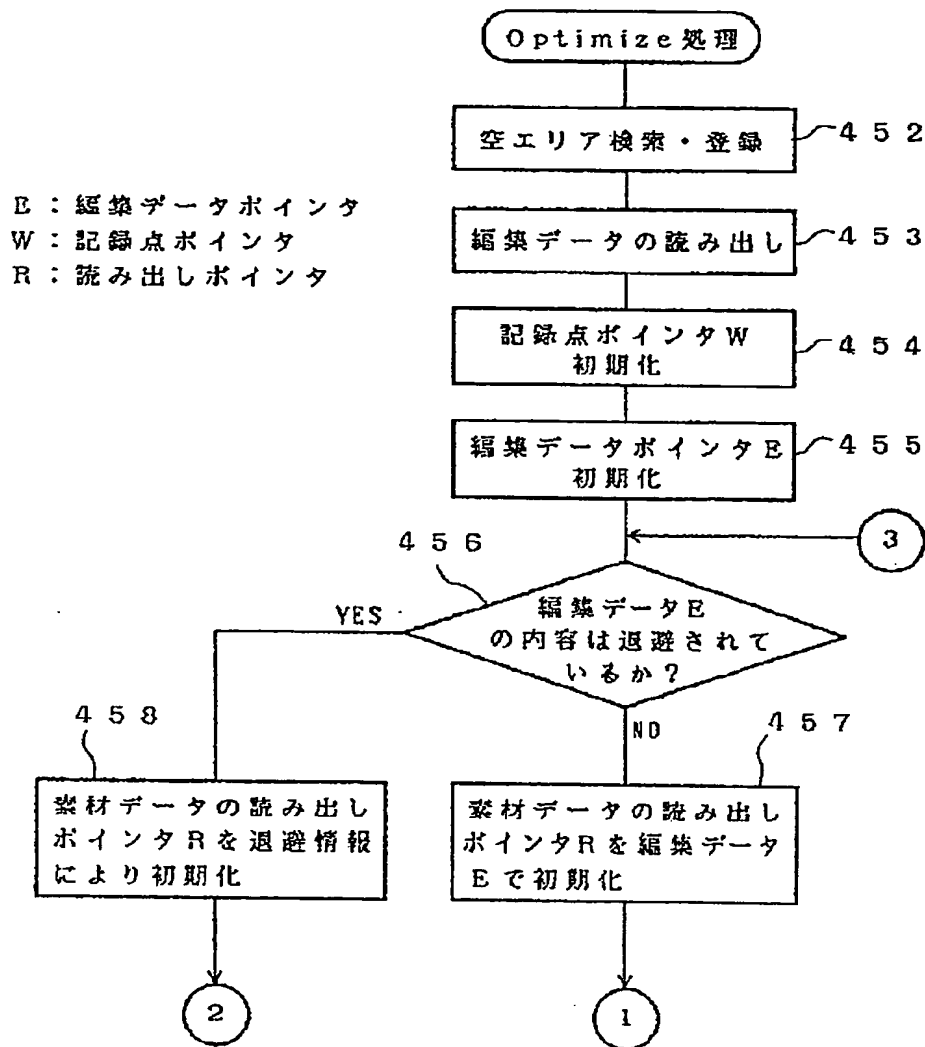 Optimize処理
空エリア検索・登録
452
E：編集データポインタ
W：記録点ポインタ
R：読み出しポインタ
編集データの読み出し
453
記録点ポインタW
初期化
454
編集データポインタE
初期化
455
3
456
編集データE
の内容は退避されて
いるか？
YES
NO
458
素材データの読み出し
ポインタRを退避情報
により初期化
457
素材データの読み出し
ポインタRを編集データ
Eで初期化
2
1